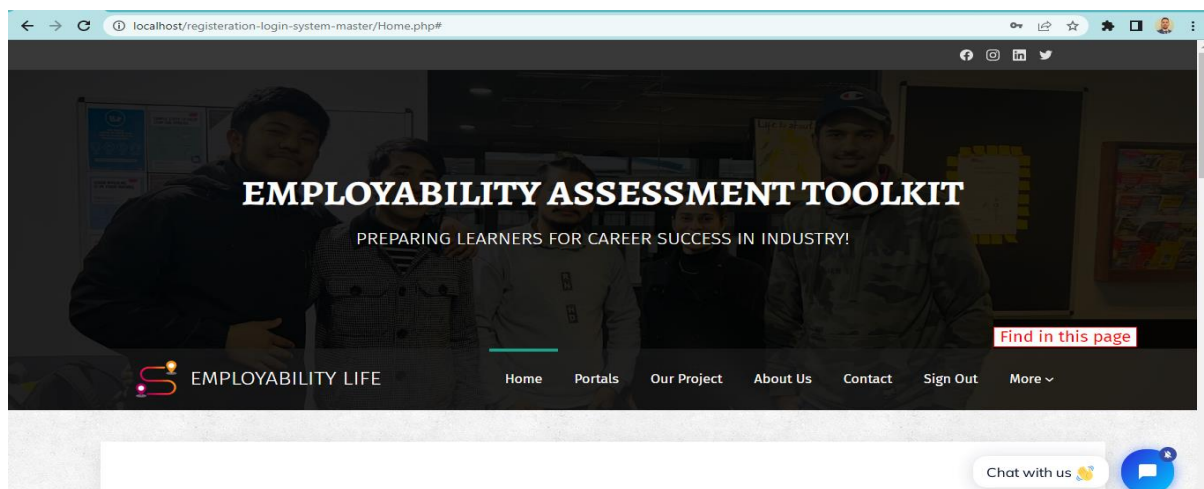 localhost/registeration-login-system-master/Home.php#
EMPLOYABILITY ASSESSMENT TOOLKIT
PREPARING LEARNERS FOR CAREER SUCCESS IN INDUSTRY!
Find in this page
EMPLOYABILITY LIFE
Home Portals Our Project About Us Contact Sign Out More
Chat with us 👋